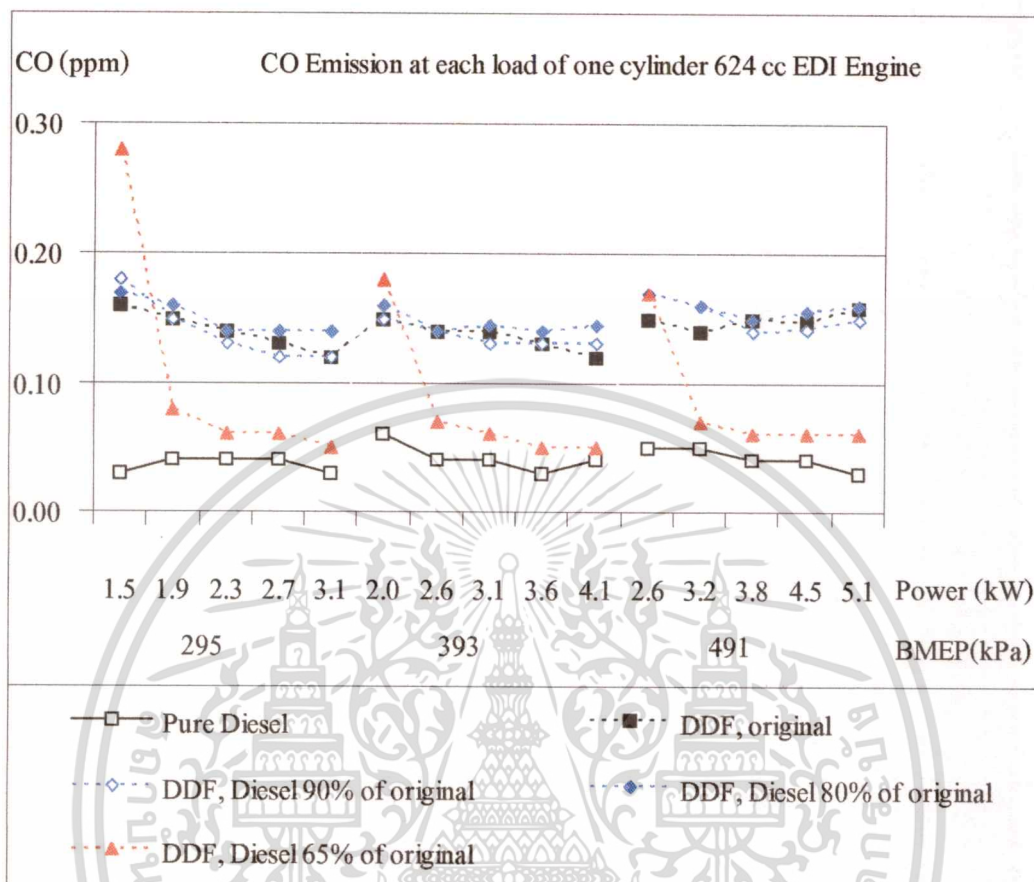 CO (ppm) CO Emission at each load of one cylinder 624 cc EDI Engine
0.30
0.20
0.10
0.00
1.5 1.9 2.3 2.7 3.1 2.0 2.6 3.1 3.6 4.1 2.6 3.2 3.8 4.5 5.1 Power (kW)
295 393 491 BMEP(kPa)
Pure Diesel DDF, original
DDF, Diesel 90% of original DDF, Diesel 80% of original
DDF, Diesel 65% of original